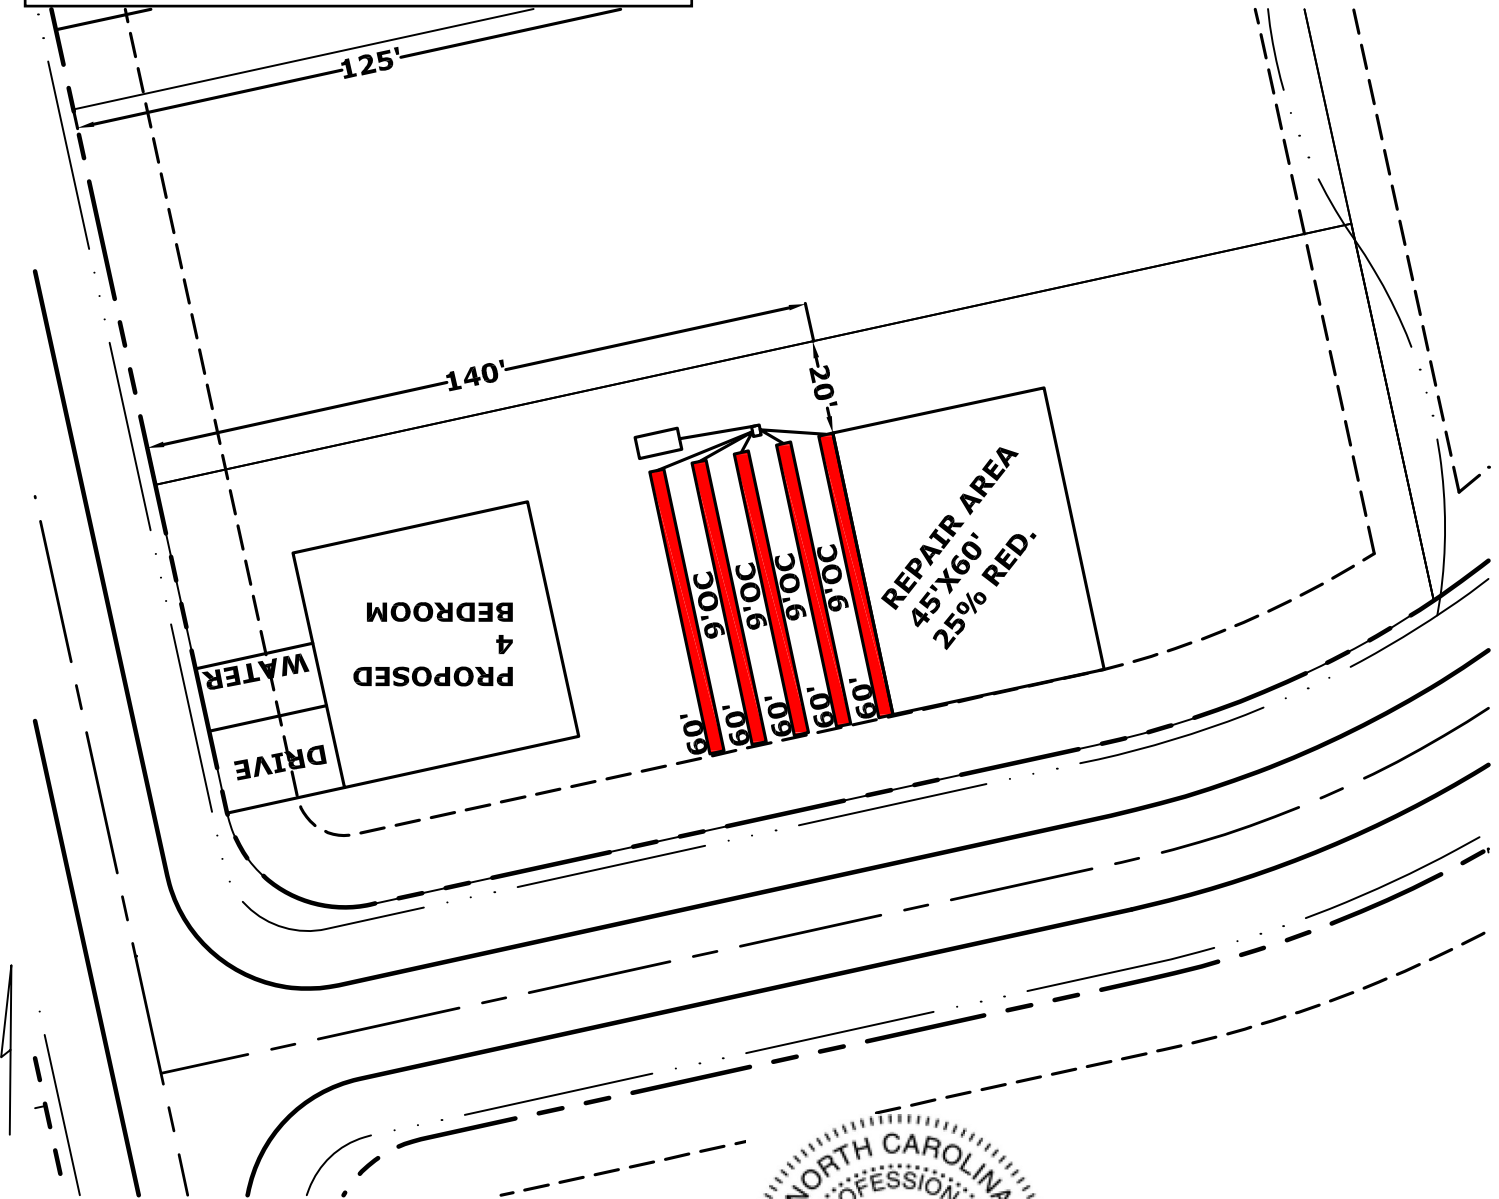 125'
140'
20'
PROPOSED
4
BEDROOM
WATER
DRIVE
9'OC
9'OC
9'OC
9'OC
60'
60'
60'
60'
60'
REPAIR AREA
45'X60'
25% RED.
NORTH CAROLINA